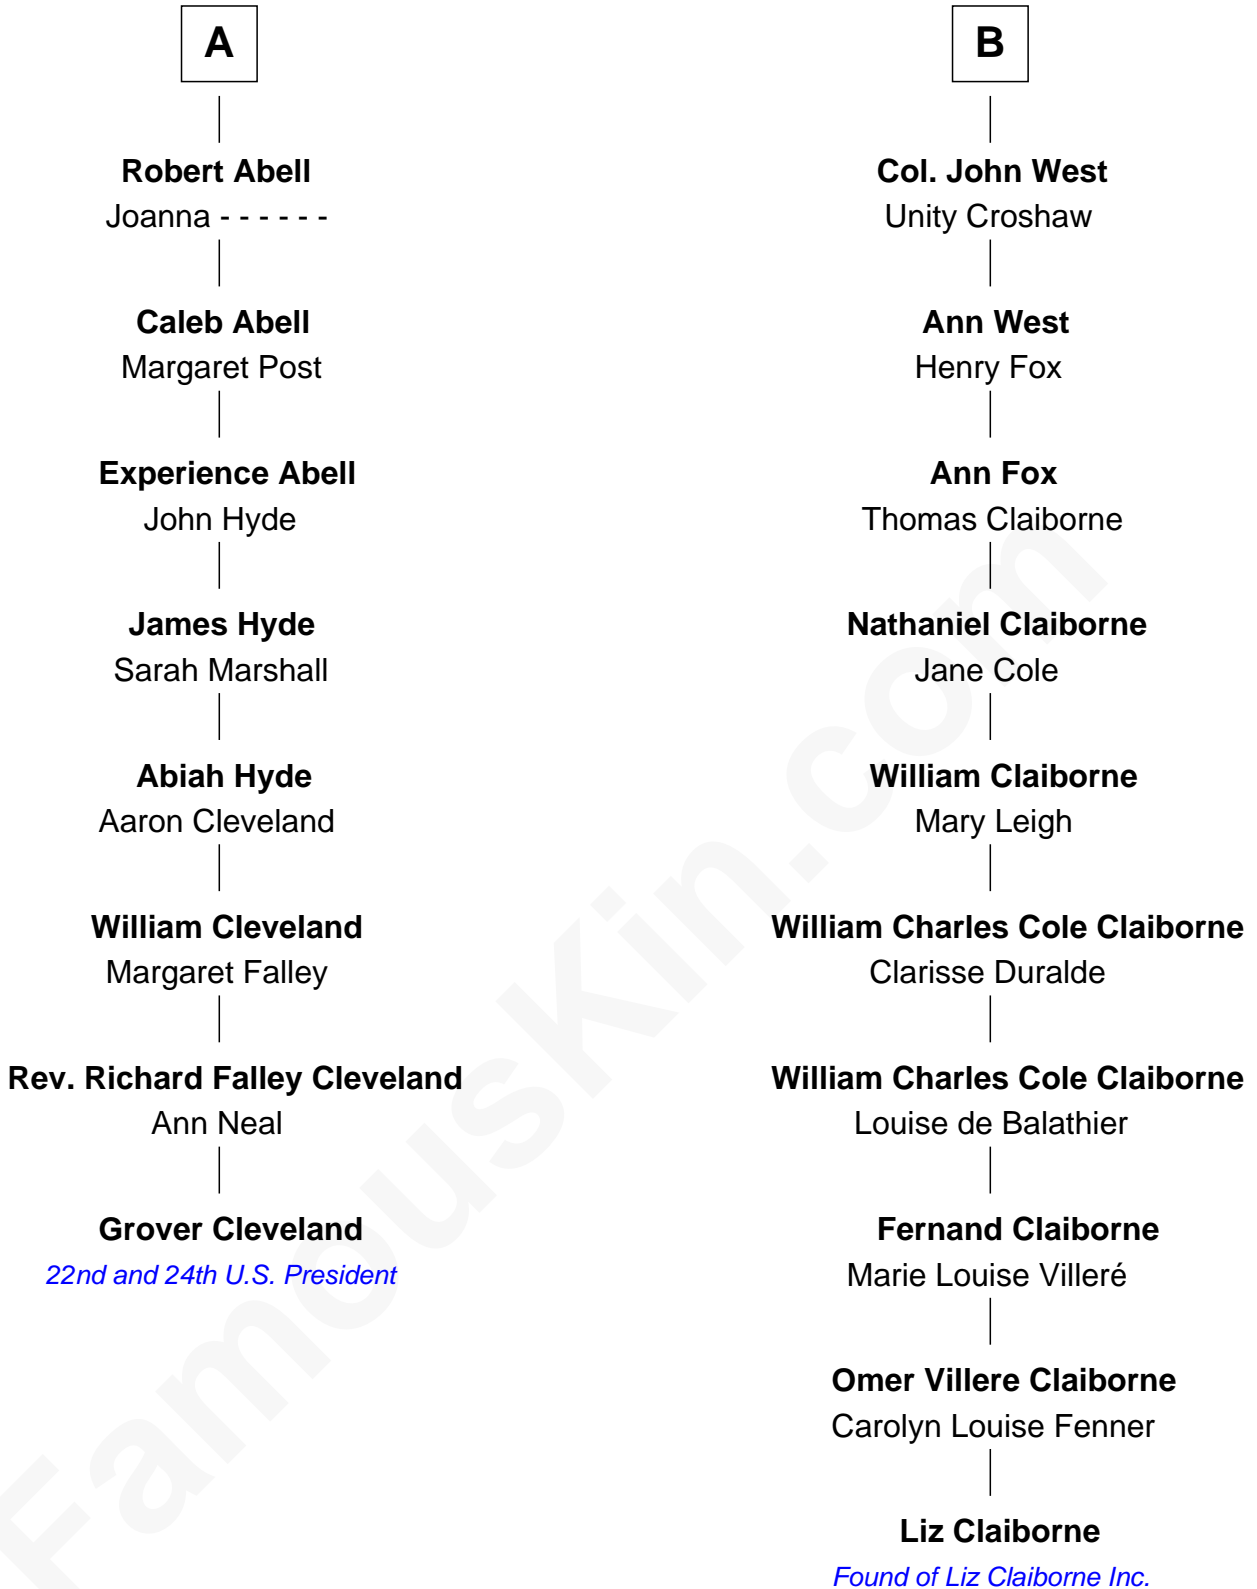 A
Robert Abell
Joanna - - - - - -
Caleb Abell
Margaret Post
Experience Abell
John Hyde
James Hyde
Sarah Marshall
Abiah Hyde
Aaron Cleveland
William Cleveland
Margaret Falley
Rev. Richard Falley Cleveland
Ann Neal
Grover Cleveland
22nd and 24th U.S. President
B
Col. John West
Unity Croshaw
Ann West
Henry Fox
Ann Fox
Thomas Claiborne
Nathaniel Claiborne
Jane Cole
William Claiborne
Mary Leigh
William Charles Cole Claiborne
Clarisse Duralde
William Charles Cole Claiborne
Louise de Balathier
Fernand Claiborne
Marie Louise Villeré
Omer Villere Claiborne
Carolyn Louise Fenner
Liz Claiborne
Found of Liz Claiborne Inc.
FamousKin.com